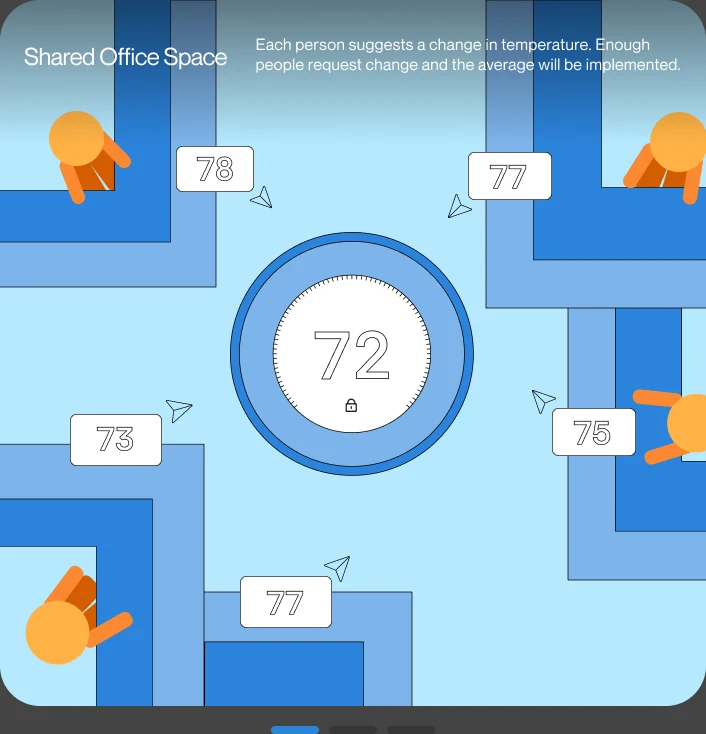 Shared Office Space
Each person suggests a change in temperature. Enough
people request change and the average will be implemented.
78
77
72
73
75
77